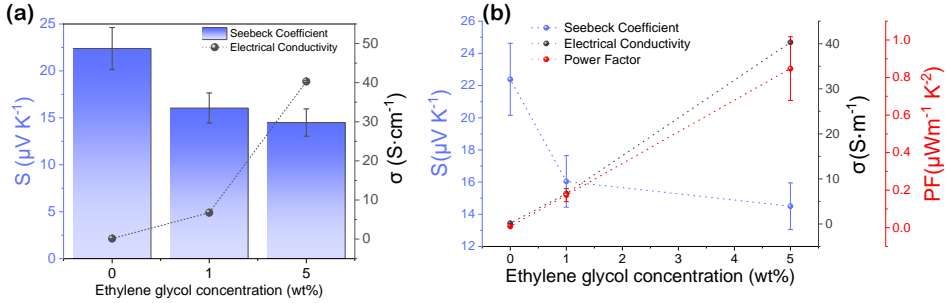 (a)
Seebeck Coefficient
Electrical Conductivity
S (μV K⁻¹)
25
20
15
10
5
0
σ (S·cm⁻¹)
50
40
30
20
10
0
0 1 5
Ethylene glycol concentration (wt%)
(b)
Seebeck Coefficient
Electrical Conductivity
Power Factor
S(μV K⁻¹)
26
24
22
20
18
16
14
12
σ(S·m⁻¹)
40
30
20
10
0
PF(μWm⁻¹ K⁻²)
1.0
0.8
0.6
0.4
0.2
0.0
0 1 2 3 4 4 5
Ethylene glycol concentration (wt%)